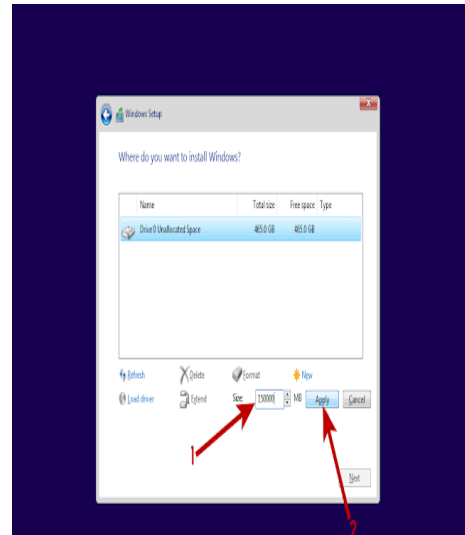 Windows Setup
Where do you want to install Windows?
Name Total size Free space Type
Drive 0 Unallocated Space 465.0 GB 465.0 GB
Refresh Delete Format New
Load driver Extend Size: 150000 MB Apply Cancel
1
Next
2